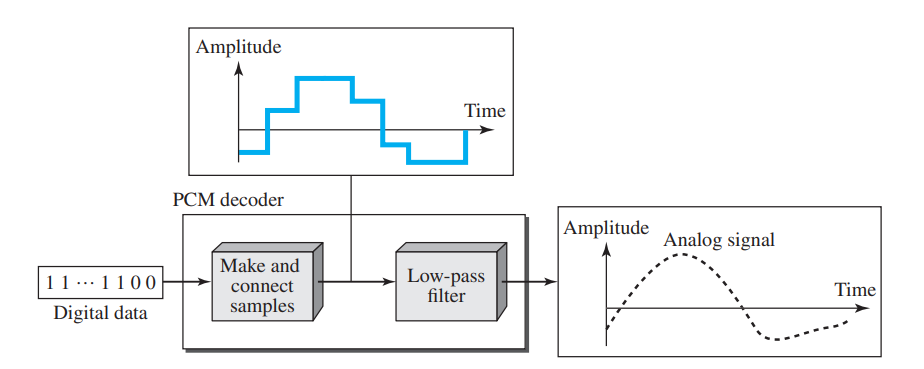 Amplitude
Time
PCM decoder
Make and
connect
samples
Low-pass
filter
1 1 ··· 1 1 0 0
Digital data
Amplitude
Analog signal
Time